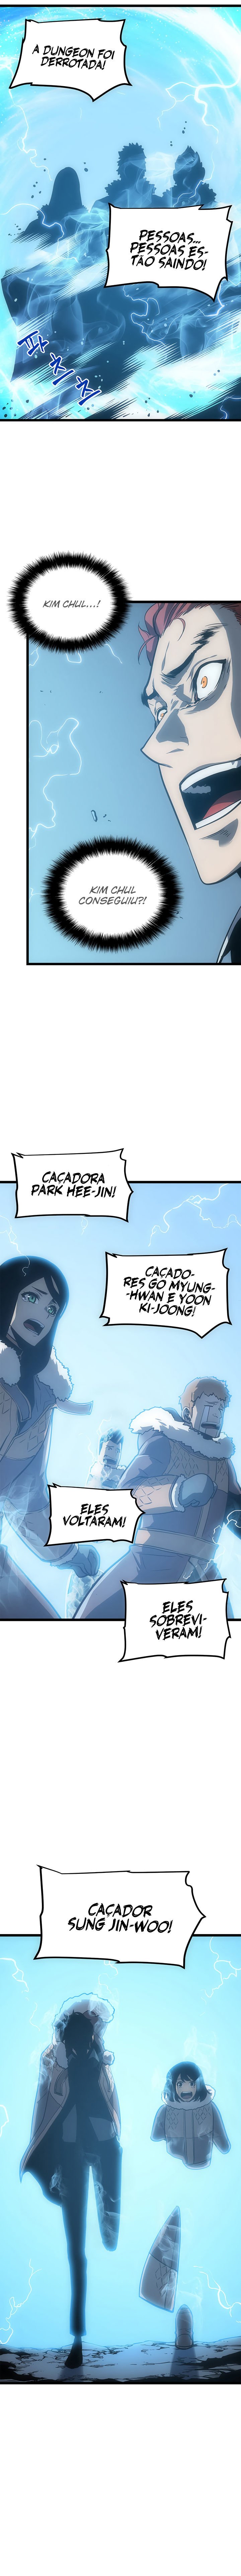 A DUNGEON FOI
DERROTADA!
PESSOAS...
PESSOAS ES-
TÃO SAINDO!
KIM CHUL...!
KIM CHUL
CONSEGUIU?!
CAÇADORA
PARK HEE-JIN!
CAÇADO-
RES GO MYUNG-
-HWAN E YOON
KI-JOONG!
ELES
VOLTARAM!
ELES
SOBREVI-
VERAM!
CAÇADOR
SUNG JIN-WOO!